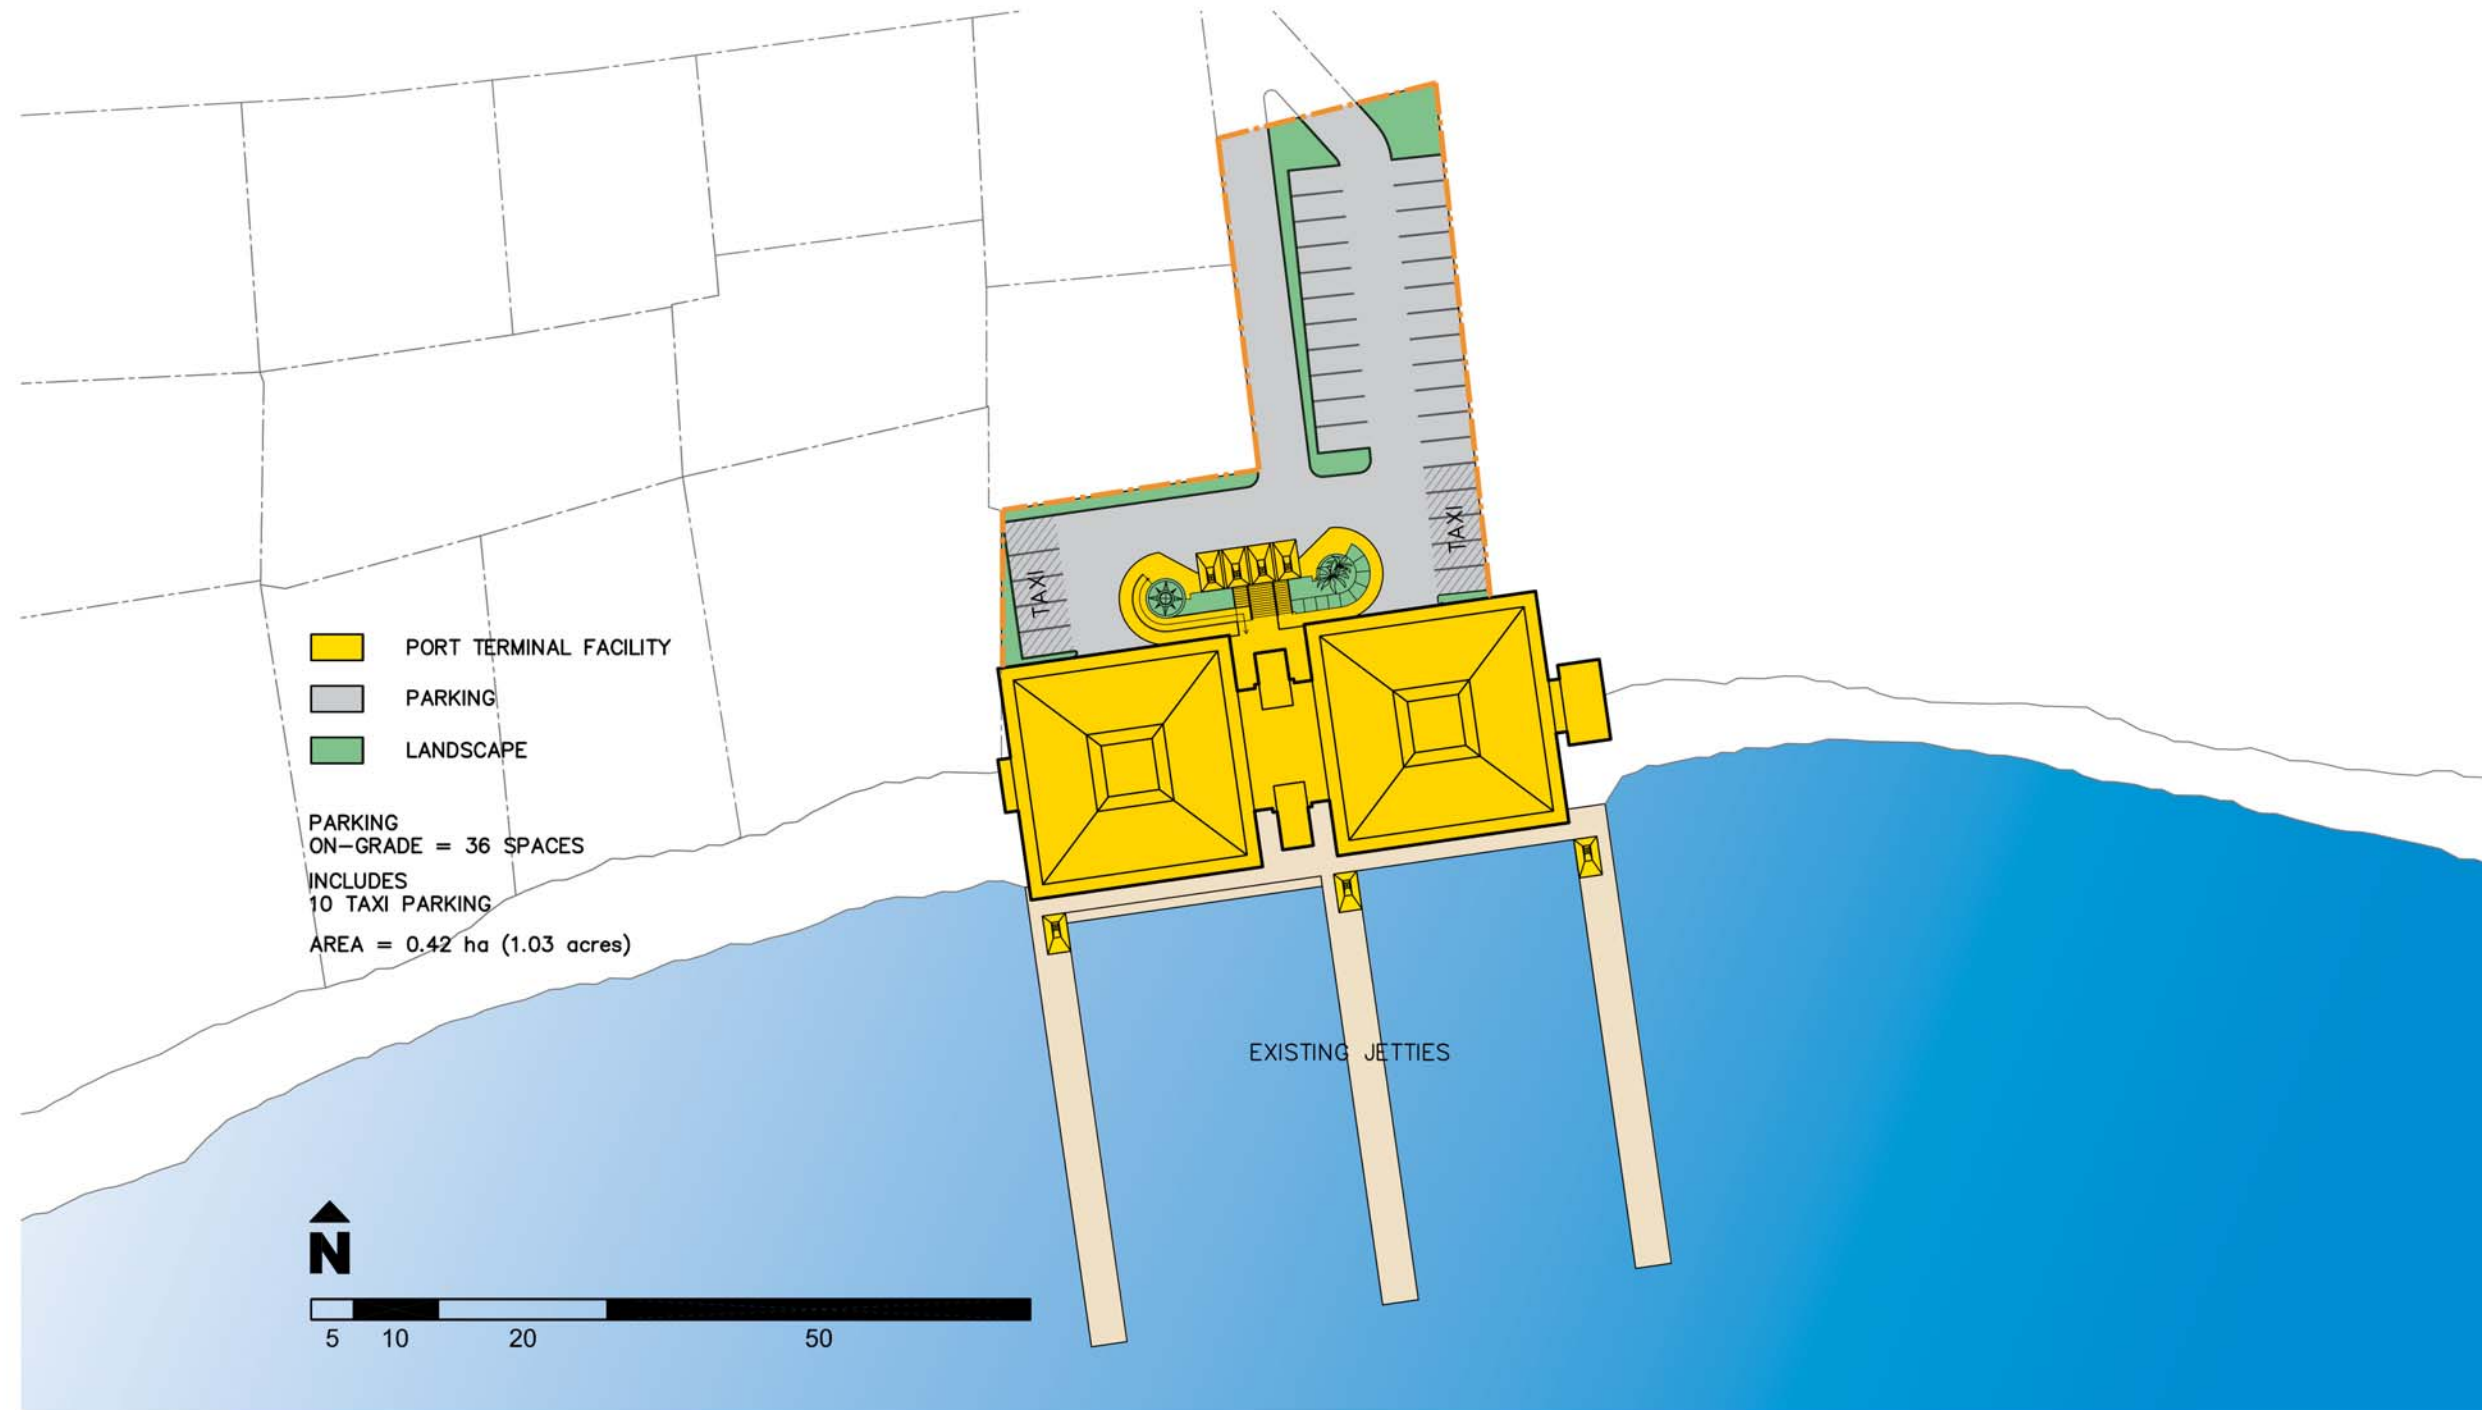 TAXI
TAXI
PORT TERMINAL FACILITY
PARKING
LANDSCAPE
PARKING
ON-GRADE = 36 SPACES
INCLUDES
10 TAXI PARKING
AREA = 0.42 ha (1.03 acres)
EXISTING JETTIES
N
5 10 20 50